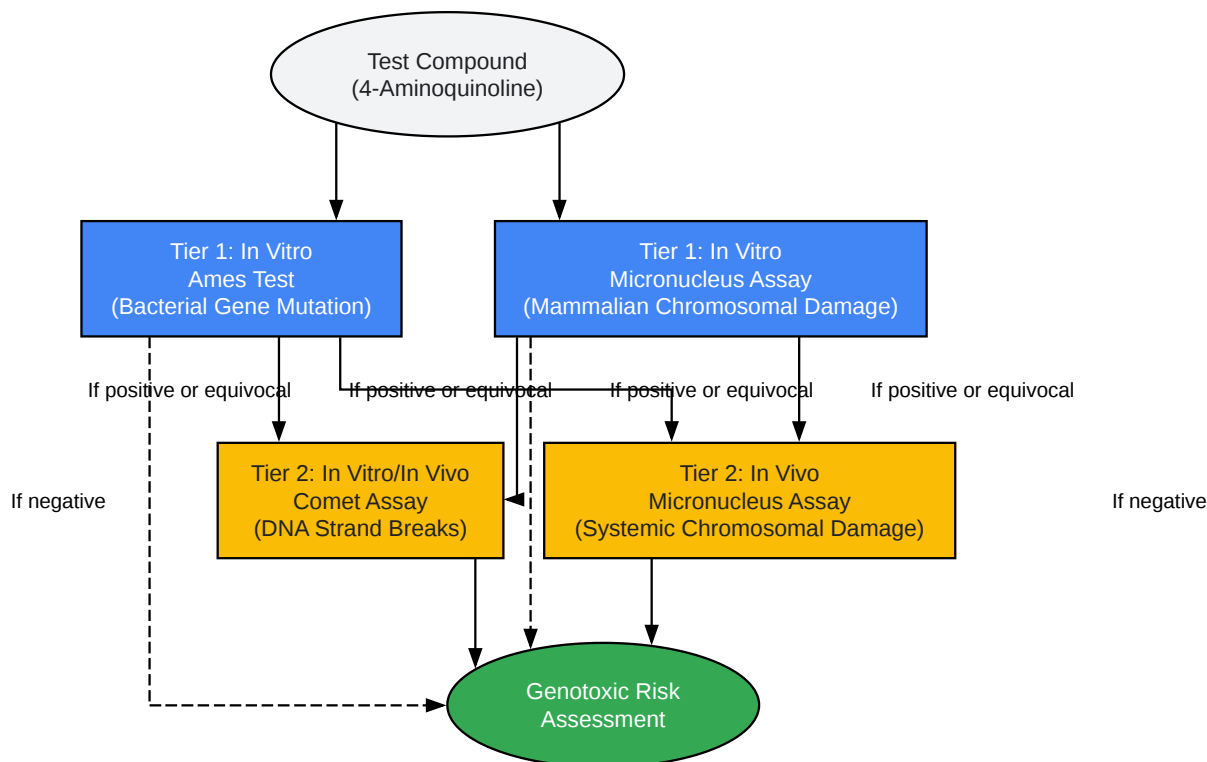 Test Compound
(4-Aminoquinoline)
Tier 1: In Vitro
Ames Test
(Bacterial Gene Mutation)
Tier 1: In Vitro
Micronucleus Assay
(Mammalian Chromosomal Damage)
If positive or equivocal
If positive or equivocal
If positive or equivocal
If positive or equivocal
If negative
Tier 2: In Vitro/In Vivo
Comet Assay
(DNA Strand Breaks)
Tier 2: In Vivo
Micronucleus Assay
(Systemic Chromosomal Damage)
If negative
Genotoxic Risk
Assessment